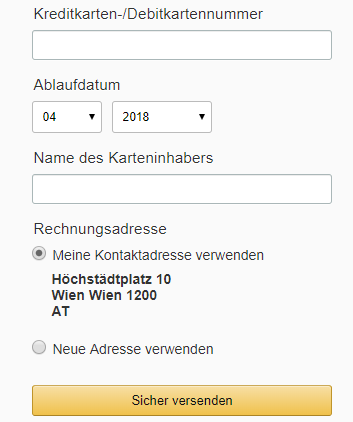 Kreditkarten-/Debitkartennummer
Ablaufdatum
04 2018
Name des Karteninhabers
Rechnungsadresse
Meine Kontaktadresse verwenden
Höchstädtplatz 10
Wien Wien 1200
AT
Neue Adresse verwenden
Sicher versenden